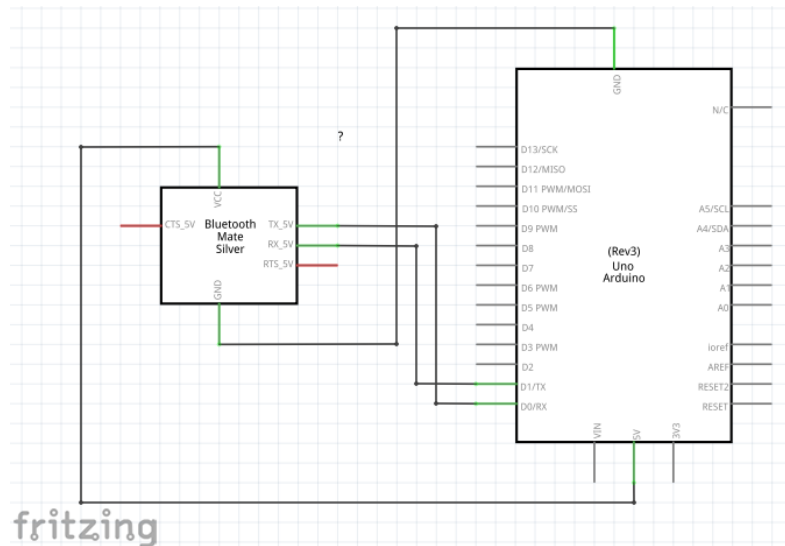 GND
N/C
?
D13/SCK
D12/MISO
D11 PWM/MOSI
VCC
D10 PWM/SS
A5/SCL
CTS_5V
Bluetooth
Mate
Silver
TX_5V
D9 PWM
A4/SDA
RX_5V
D8
(Rev3)
Uno
Arduino
A3
RTS_5V
D7
A2
GND
D6 PWM
A1
D5 PWM
A0
D4
D3 PWM
ioref
D2
AREF
D1/TX
RESET2
D0/RX
RESET
VIN
5V
3V3
fritzing